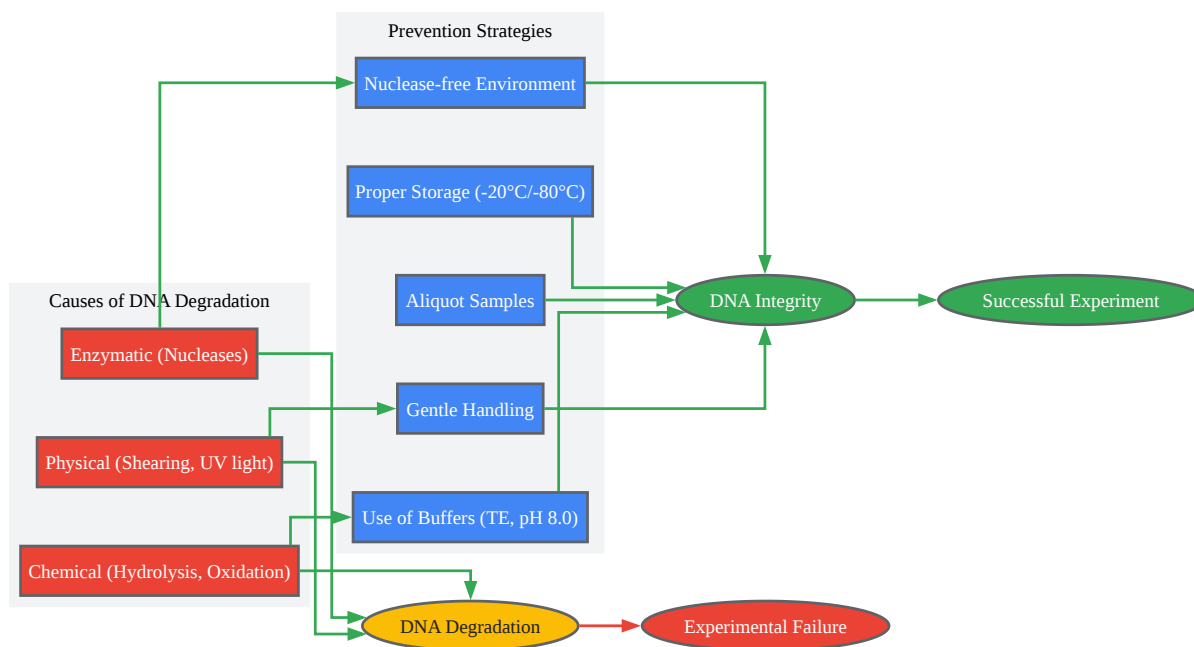 Prevention Strategies
Nuclease-free Environment
Proper Storage (-20°C/-80°C)
Aliquot Samples
Gentle Handling
Use of Buffers (TE, pH 8.0)
Causes of DNA Degradation
Enzymatic (Nucleases)
Physical (Shearing, UV light)
Chemical (Hydrolysis, Oxidation)
DNA Integrity
Successful Experiment
DNA Degradation
Experimental Failure